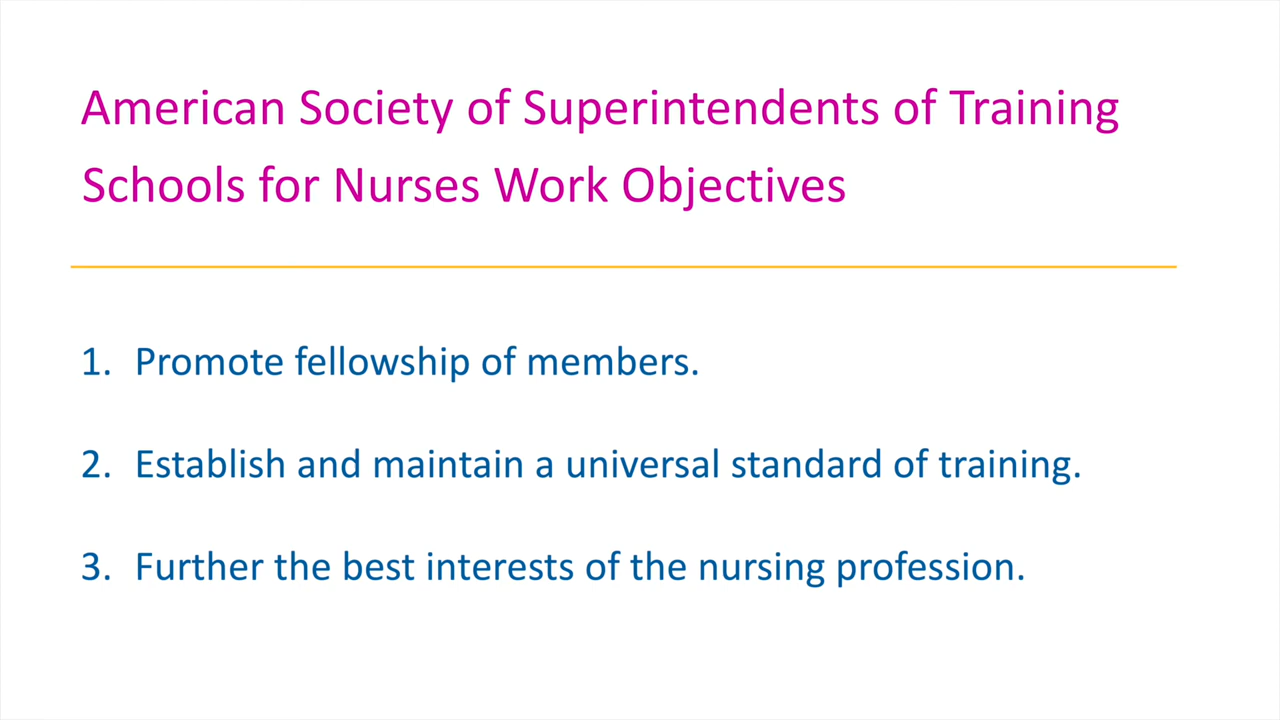 American Society of Superintendents of Training
Schools for Nurses Work Objectives
1. Promote fellowship of members.
2. Establish and maintain a universal standard of training.
3. Further the best interests of the nursing profession.